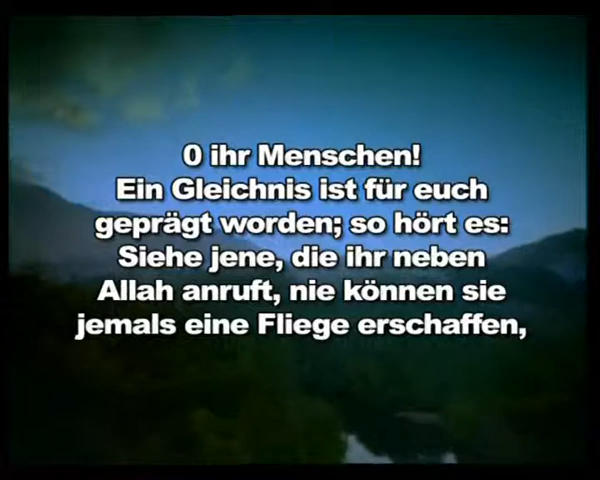 O ihr Menschen!
Ein Gleichnis ist für euch
geprägt worden; so hört es:
Siehe jene, die ihr neben
Allah anruft, nie können sie
jemals eine Fliege erschaffen,